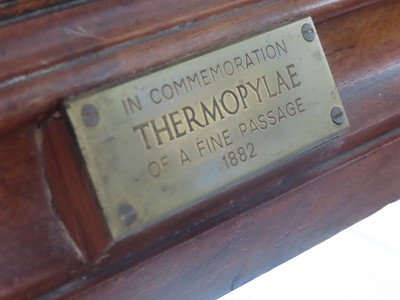 IN COMMEMORATION
THERMOPYLAE
OF A FINE PASSAGE
1882